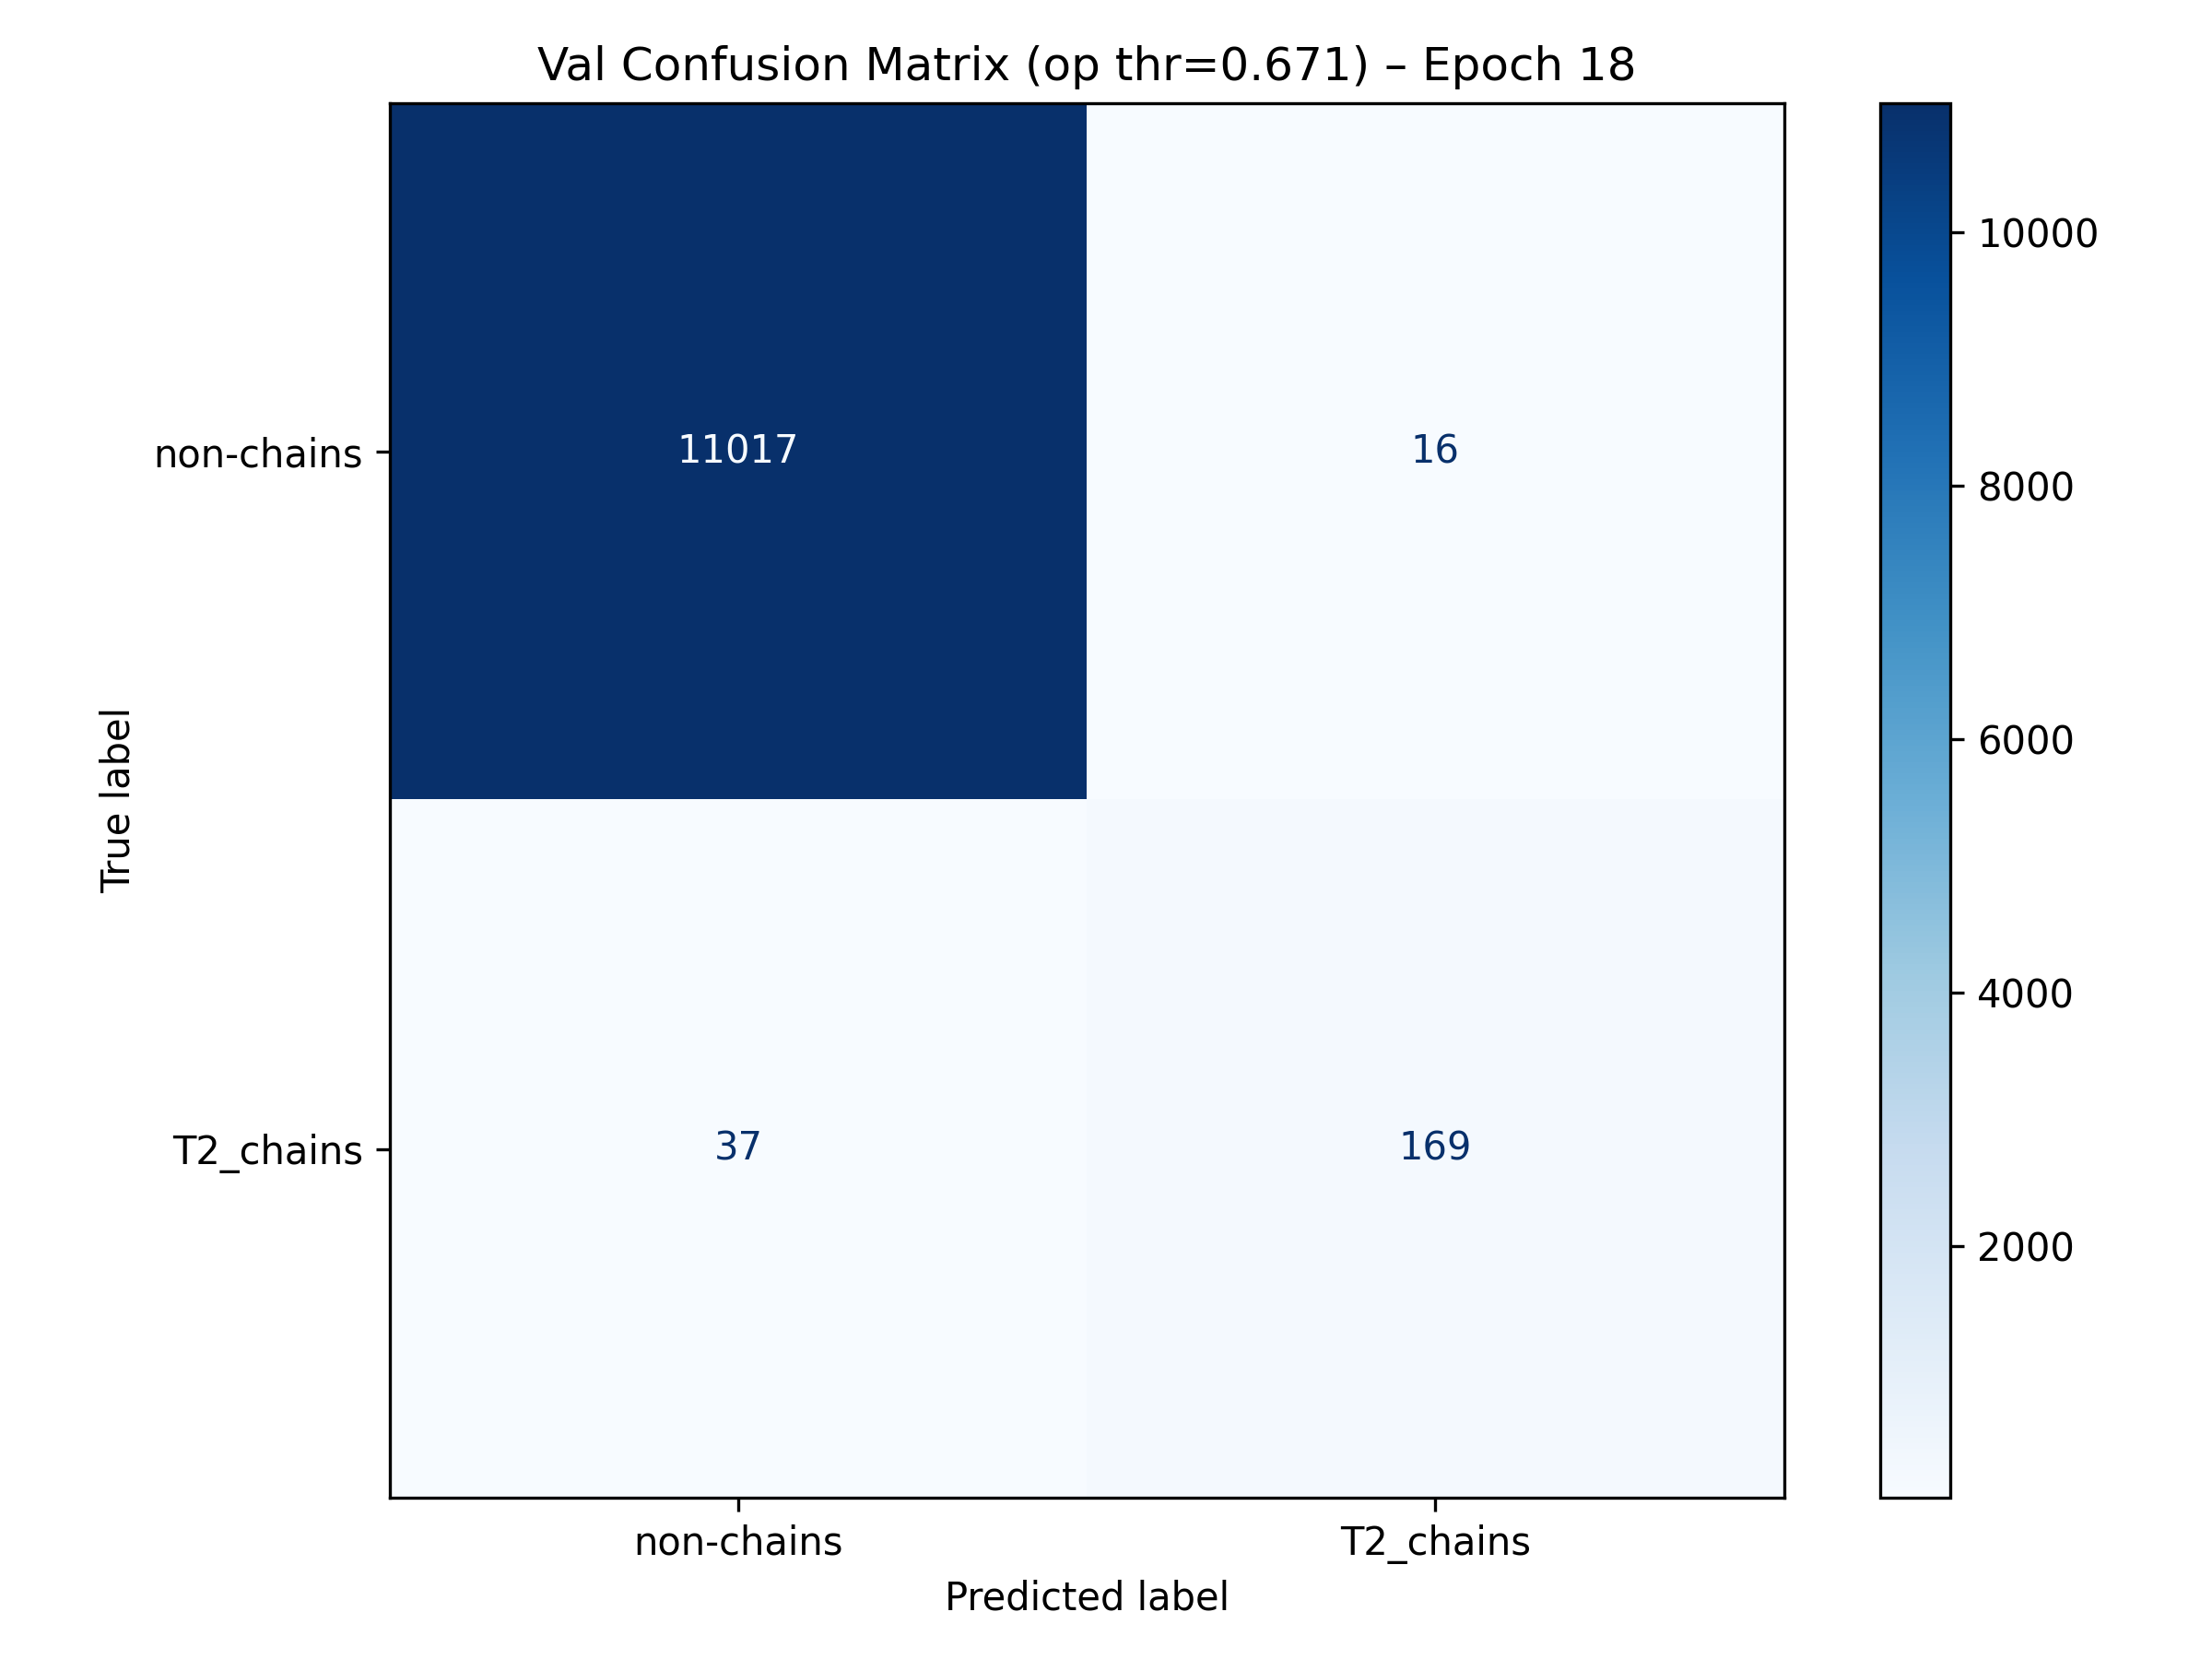 Val Confusion Matrix (op thr=0.671) – Epoch 18
non-chains
11017
16
T2_chains
37
169
True label
non-chains
T2_chains
Predicted label
10000
8000
6000
4000
2000